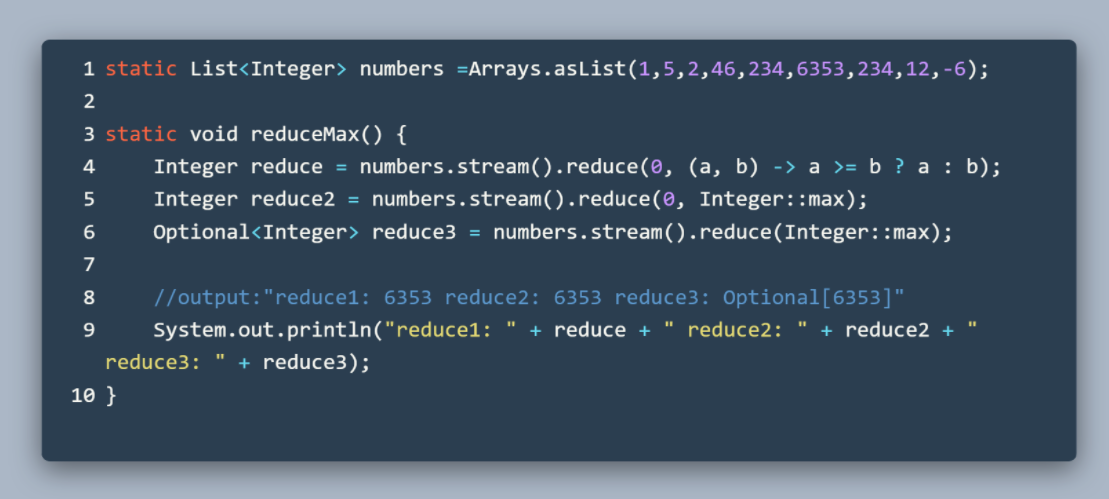 1 static List<Integer> numbers =Arrays.asList(1,5,2,46,234,6353,234,12,-6);
2
3 static void reduceMax() {
4     Integer reduce = numbers.stream().reduce(0, (a, b) -> a >= b ? a : b);
5     Integer reduce2 = numbers.stream().reduce(0, Integer::max);
6     Optional<Integer> reduce3 = numbers.stream().reduce(Integer::max);
7
8     //output:"reduce1: 6353 reduce2: 6353 reduce3: Optional[6353]"
9     System.out.println("reduce1: " + reduce + " reduce2: " + reduce2 + "
reduce3: " + reduce3);
10 }